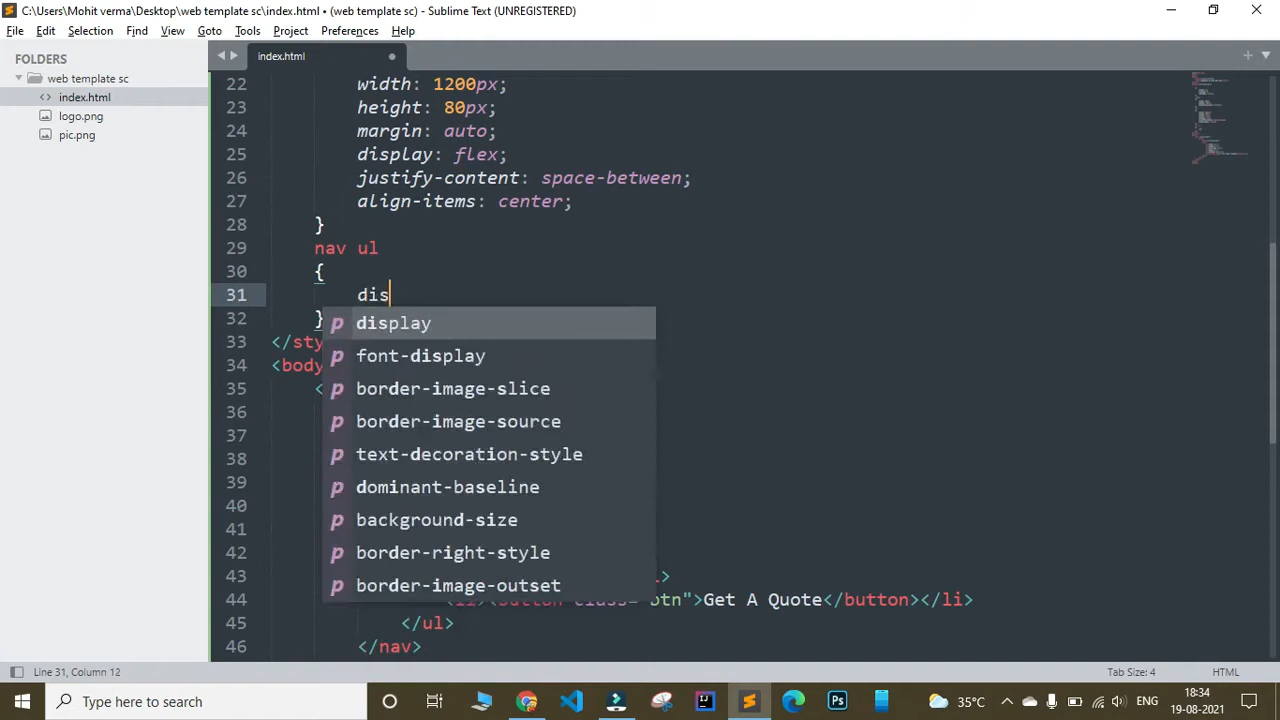 C:\Users\Mohit verma\Desktop\web template sc\index.html • (web template sc) - Sublime Text (UNREGISTERED)
File Edit Selection Find View Goto Tools Project Preferences Help
FOLDERS
web template sc
<> index.html
logo.png
pic.png
index.html
22 width: 1200px;
23 height: 80px;
24 margin: auto;
25 display: flex;
26 justify-content: space-between;
27 align-items: center;
28 }
29 nav ul
30 {
31 dis
32 }
33 </sty
34 <body
35 <
36
37
38
39
40
41
42
43 >
44 <li><button class="btn">Get A Quote</button></li>
45 </ul>
46 </nav>
p display
p font-display
p border-image-slice
p border-image-source
p text-decoration-style
p dominant-baseline
p background-size
p border-right-style
p border-image-outset
Line 31, Column 12
Tab Size: 4
HTML
Type here to search
Ps
35°C
ENG
18:34
19-08-2021